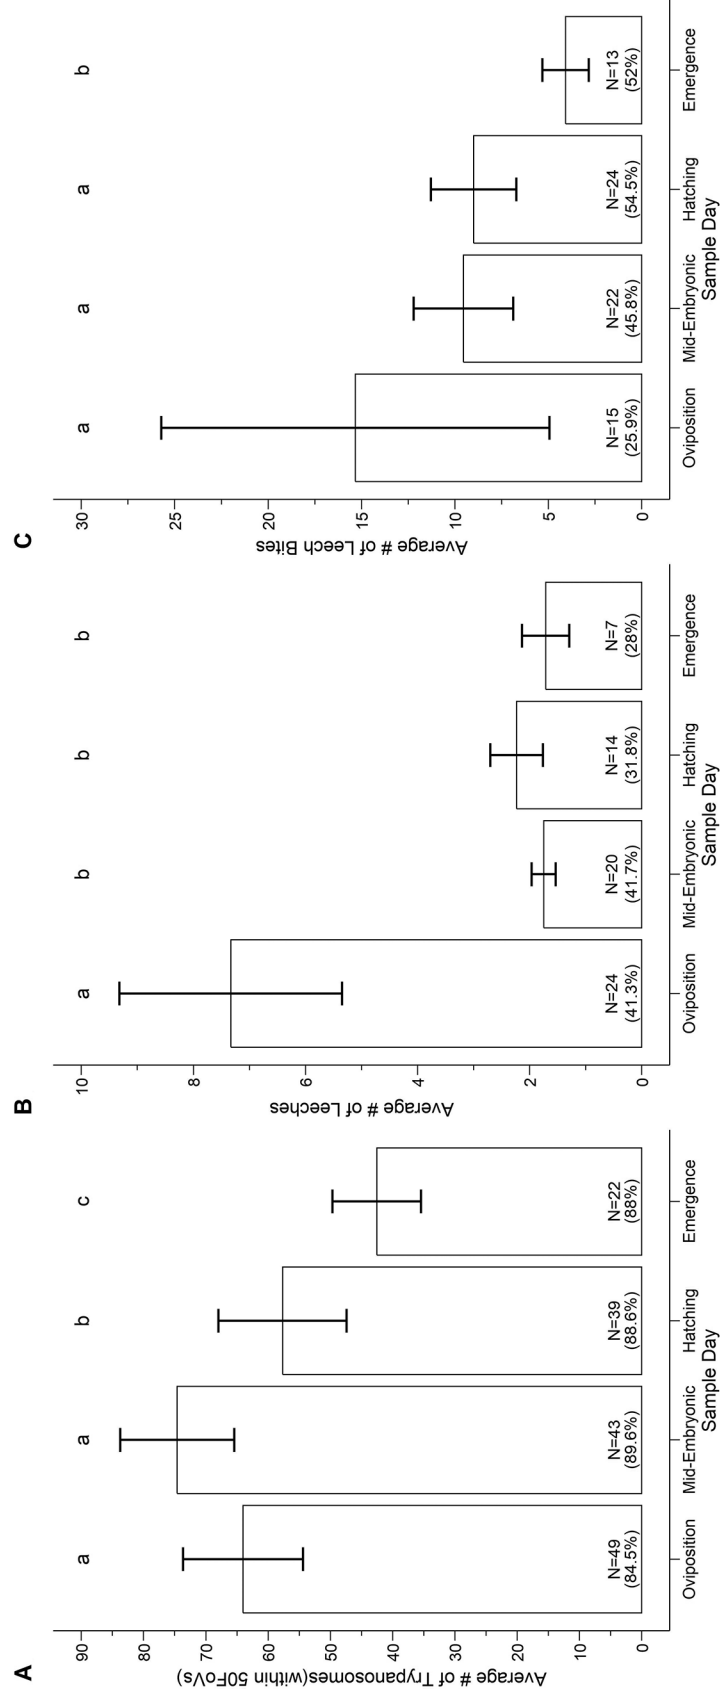 A
Average # of Trypanosomes(within 50FoVs)
90
80
70
60
50
40
30
20
10
0
a
a
b
c
N=49
(84.5%)
N=43
(89.6%)
N=39
(88.6%)
N=22
(88%)
Oviposition
Mid-Embryonic
Hatching
Emergence
Sample Day
B
Average # of Leeches
10
8
6
4
2
0
a
b
b
b
N=24
(41.3%)
N=20
(41.7%)
N=14
(31.8%)
N=7
(28%)
Oviposition
Mid-Embryonic
Hatching
Emergence
Sample Day
C
Average # of Leech Bites
30
25
20
15
10
5
0
a
a
a
b
N=15
(25.9%)
N=22
(45.8%)
N=24
(54.5%)
N=13
(52%)
Oviposition
Mid-Embryonic
Hatching
Emergence
Sample Day